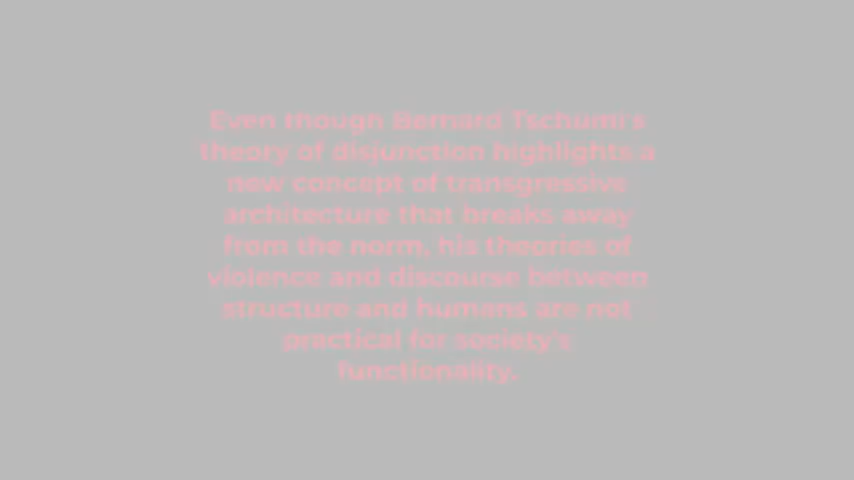 Even though Bernard Tschumi's
theory of disjunction highlights a
new concept of transgressive
architecture that breaks away
from the norm, his theories of
violence and discourse between
structure and humans are not
practical for society's
functionality.